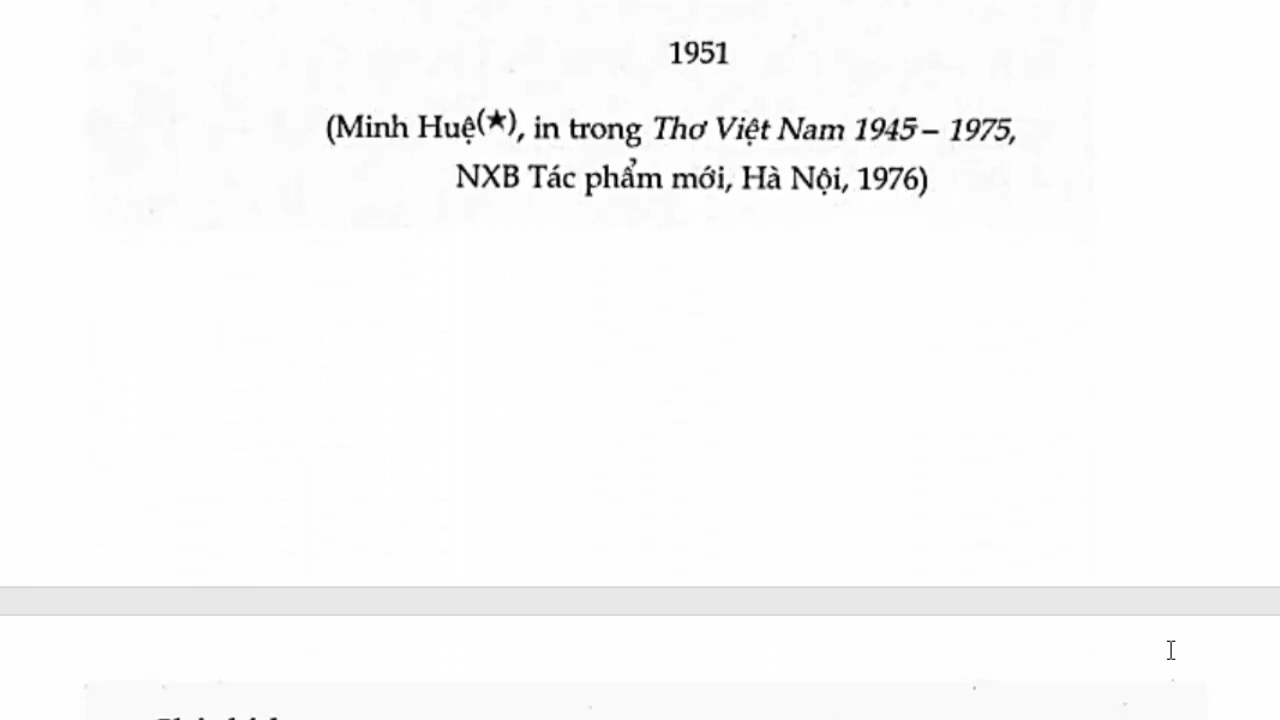 1951
(Minh Huệ(★), in trong Thơ Việt Nam 1945 – 1975,
NXB Tác phẩm mới, Hà Nội, 1976)